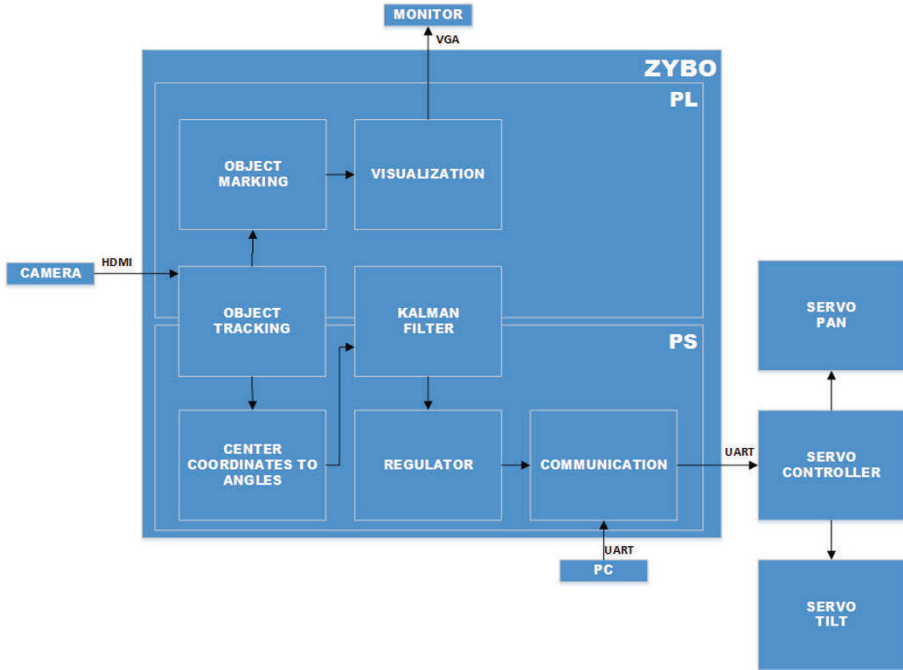 MONITOR
VGA
ZYBO
PL
OBJECT
MARKING
VISUALIZATION
HDMI
CAMERA
OBJECT
TRACKING
KALMAN
FILTER
SERVO
PAN
PS
CENTER
COORDINATES TO
ANGLES
REGULATOR
COMMUNICATION
UART
SERVO
CONTROLLER
UART
PC
SERVO
TILT